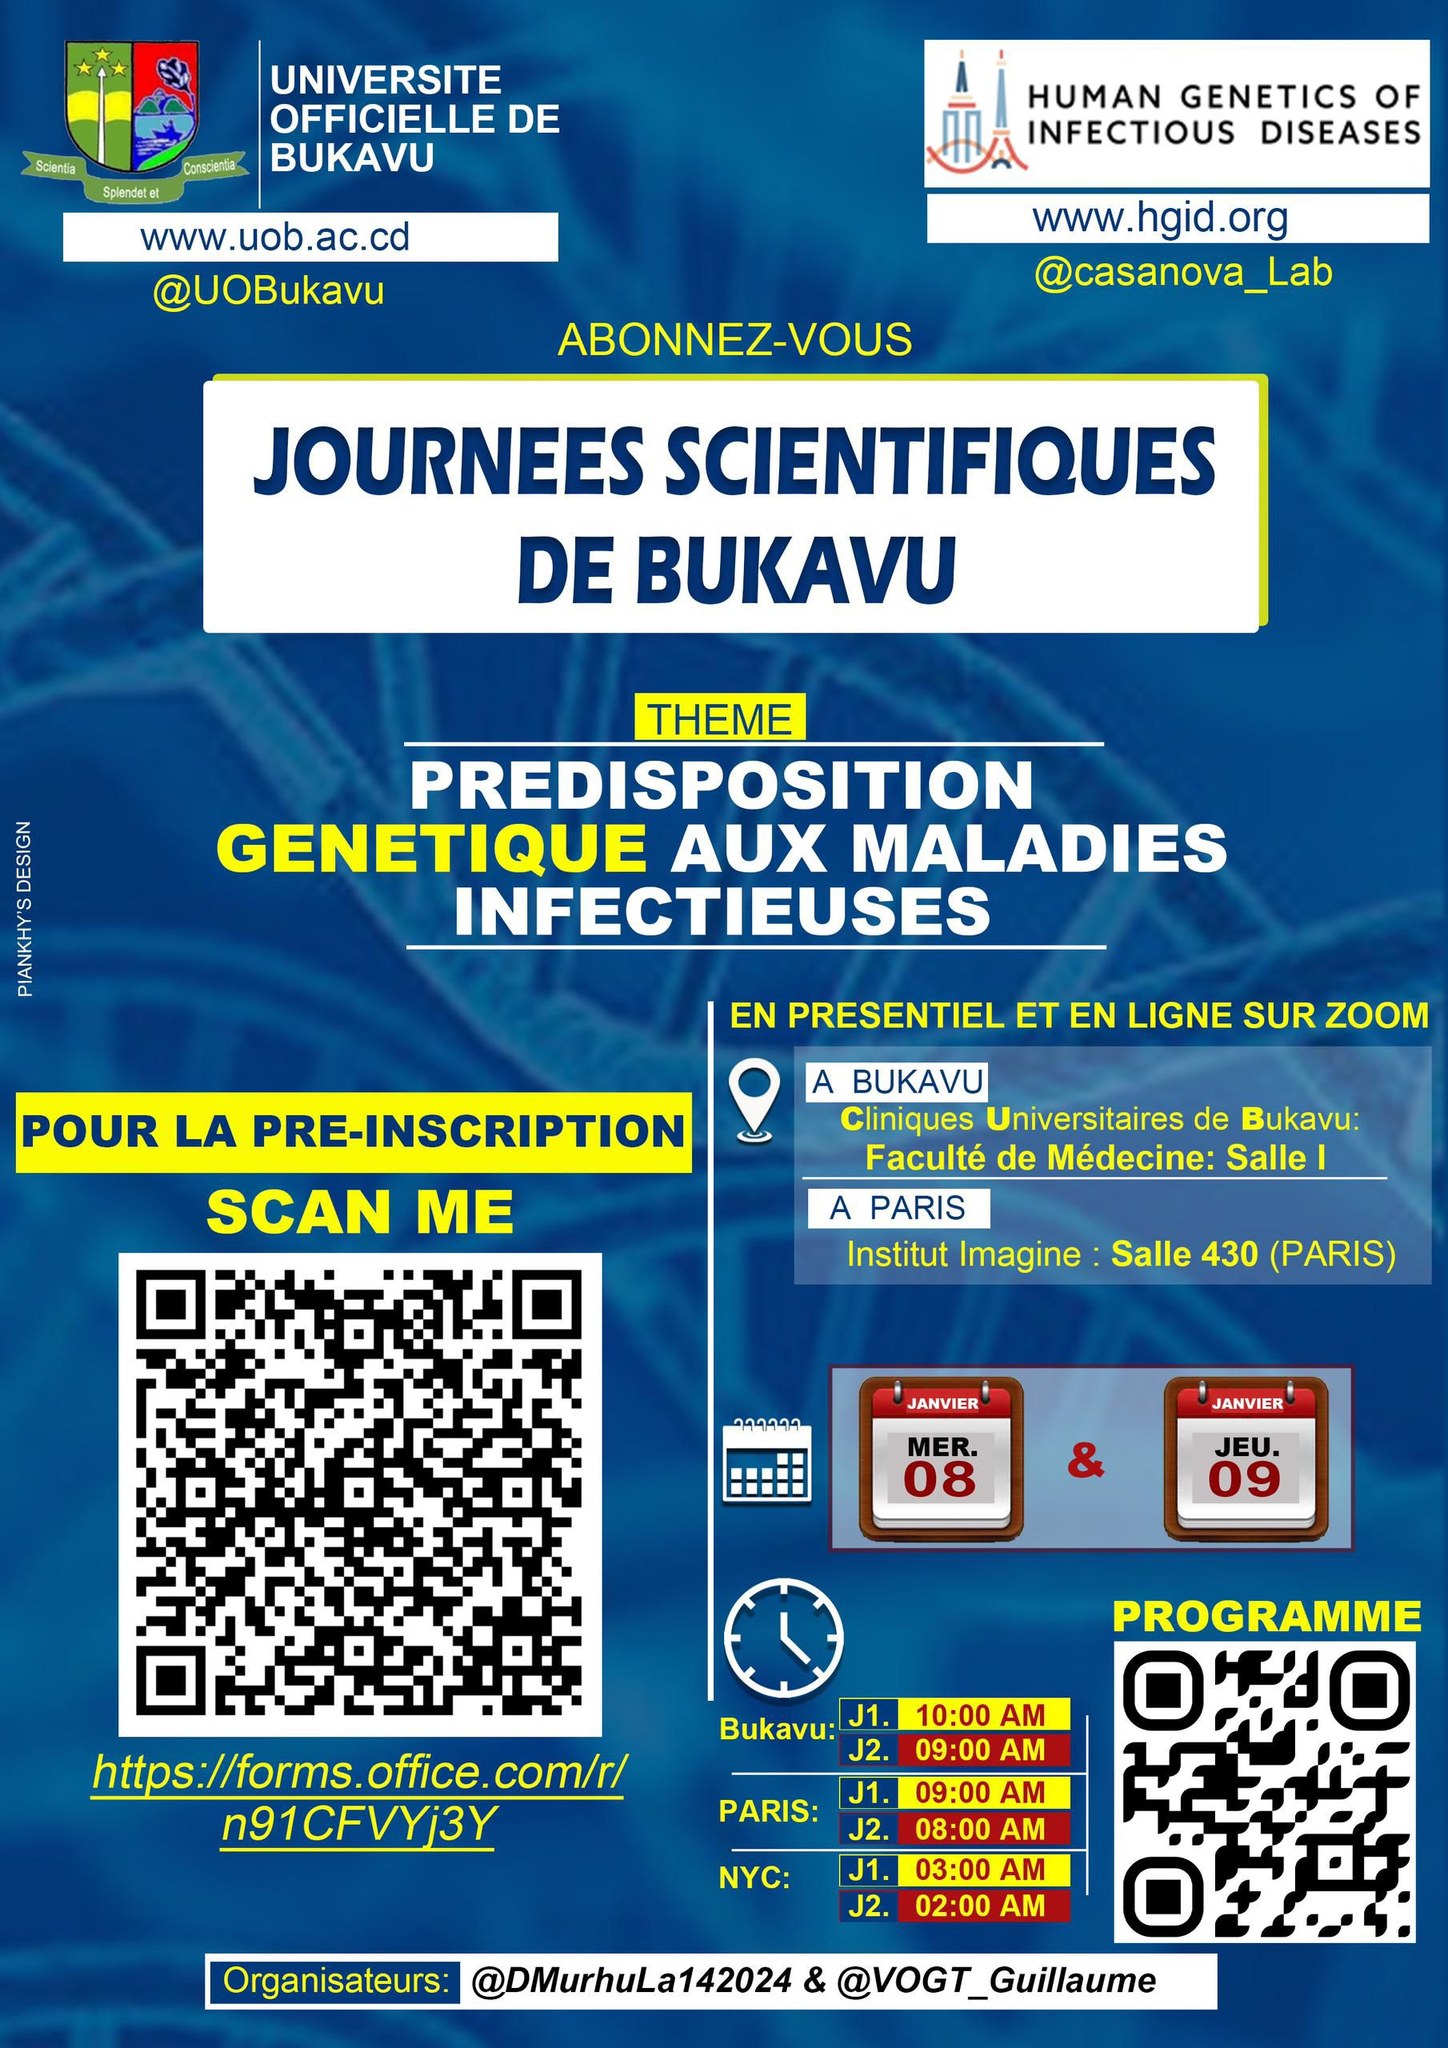 UNIVERSITE
OFFICIELLE DE
BUKAVU
Scientia
Splendet et
Conscientia
www.uob.ac.cd
@UOBukavu
HUMAN GENETICS OF
INFECTIOUS DISEASES
www.hgid.org
@casanova_Lab
ABONNEZ-VOUS
JOURNEES SCIENTIFIQUES
DE BUKAVU
THEME
PREDISPOSITION
GENETIQUE AUX MALADIES
INFECTIEUSES
PIANKHY'S DESIGN
POUR LA PRE-INSCRIPTION
SCAN ME
https://forms.office.com/r/
n91CFVYj3Y
EN PRESENTIEL ET EN LIGNE SUR ZOOM
A BUKAVU
Cliniques Universitaires de Bukavu:
Faculté de Médecine: Salle I
A PARIS
Institut Imagine : Salle 430 (PARIS)
JANVIER
MER.
08
&
JANVIER
JEU.
09
Bukavu: J1. 10:00 AM
J2. 09:00 AM
PARIS: J1. 09:00 AM
J2. 08:00 AM
NYC: J1. 03:00 AM
J2. 02:00 AM
PROGRAMME
Organisateurs: @DMurhuLa142024 & @VOGT_Guillaume